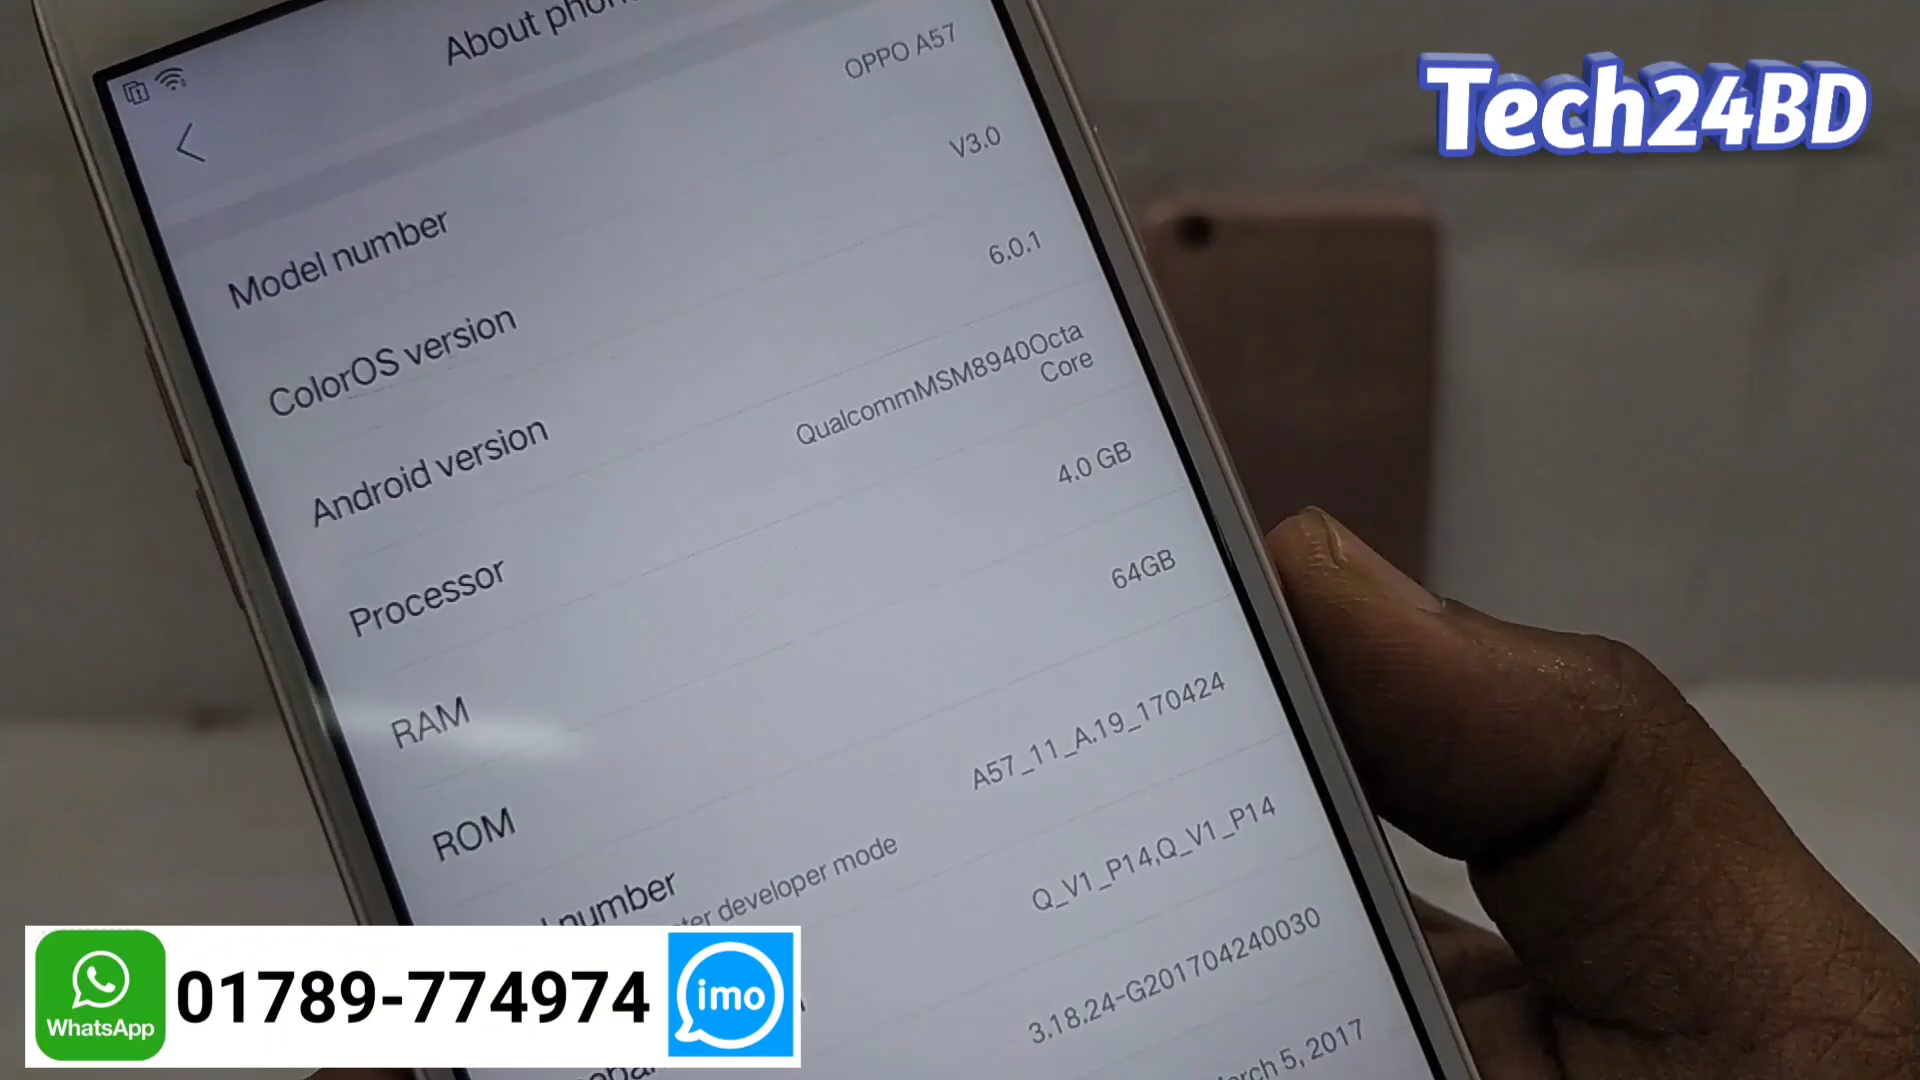 About
Tech24BD
Model number OPPO A57
ColorOS version V3.0
Android version 6.0.1
Processor QualcommMSM8940Octa
Core
RAM 4.0 GB
ROM 64GB
number A57_11_A.19_170424
developer mode
Q_V1_P14,Q_V1_P14
3.18.24-G201704240030
5, 2017
WhatsApp
01789-774974
imo